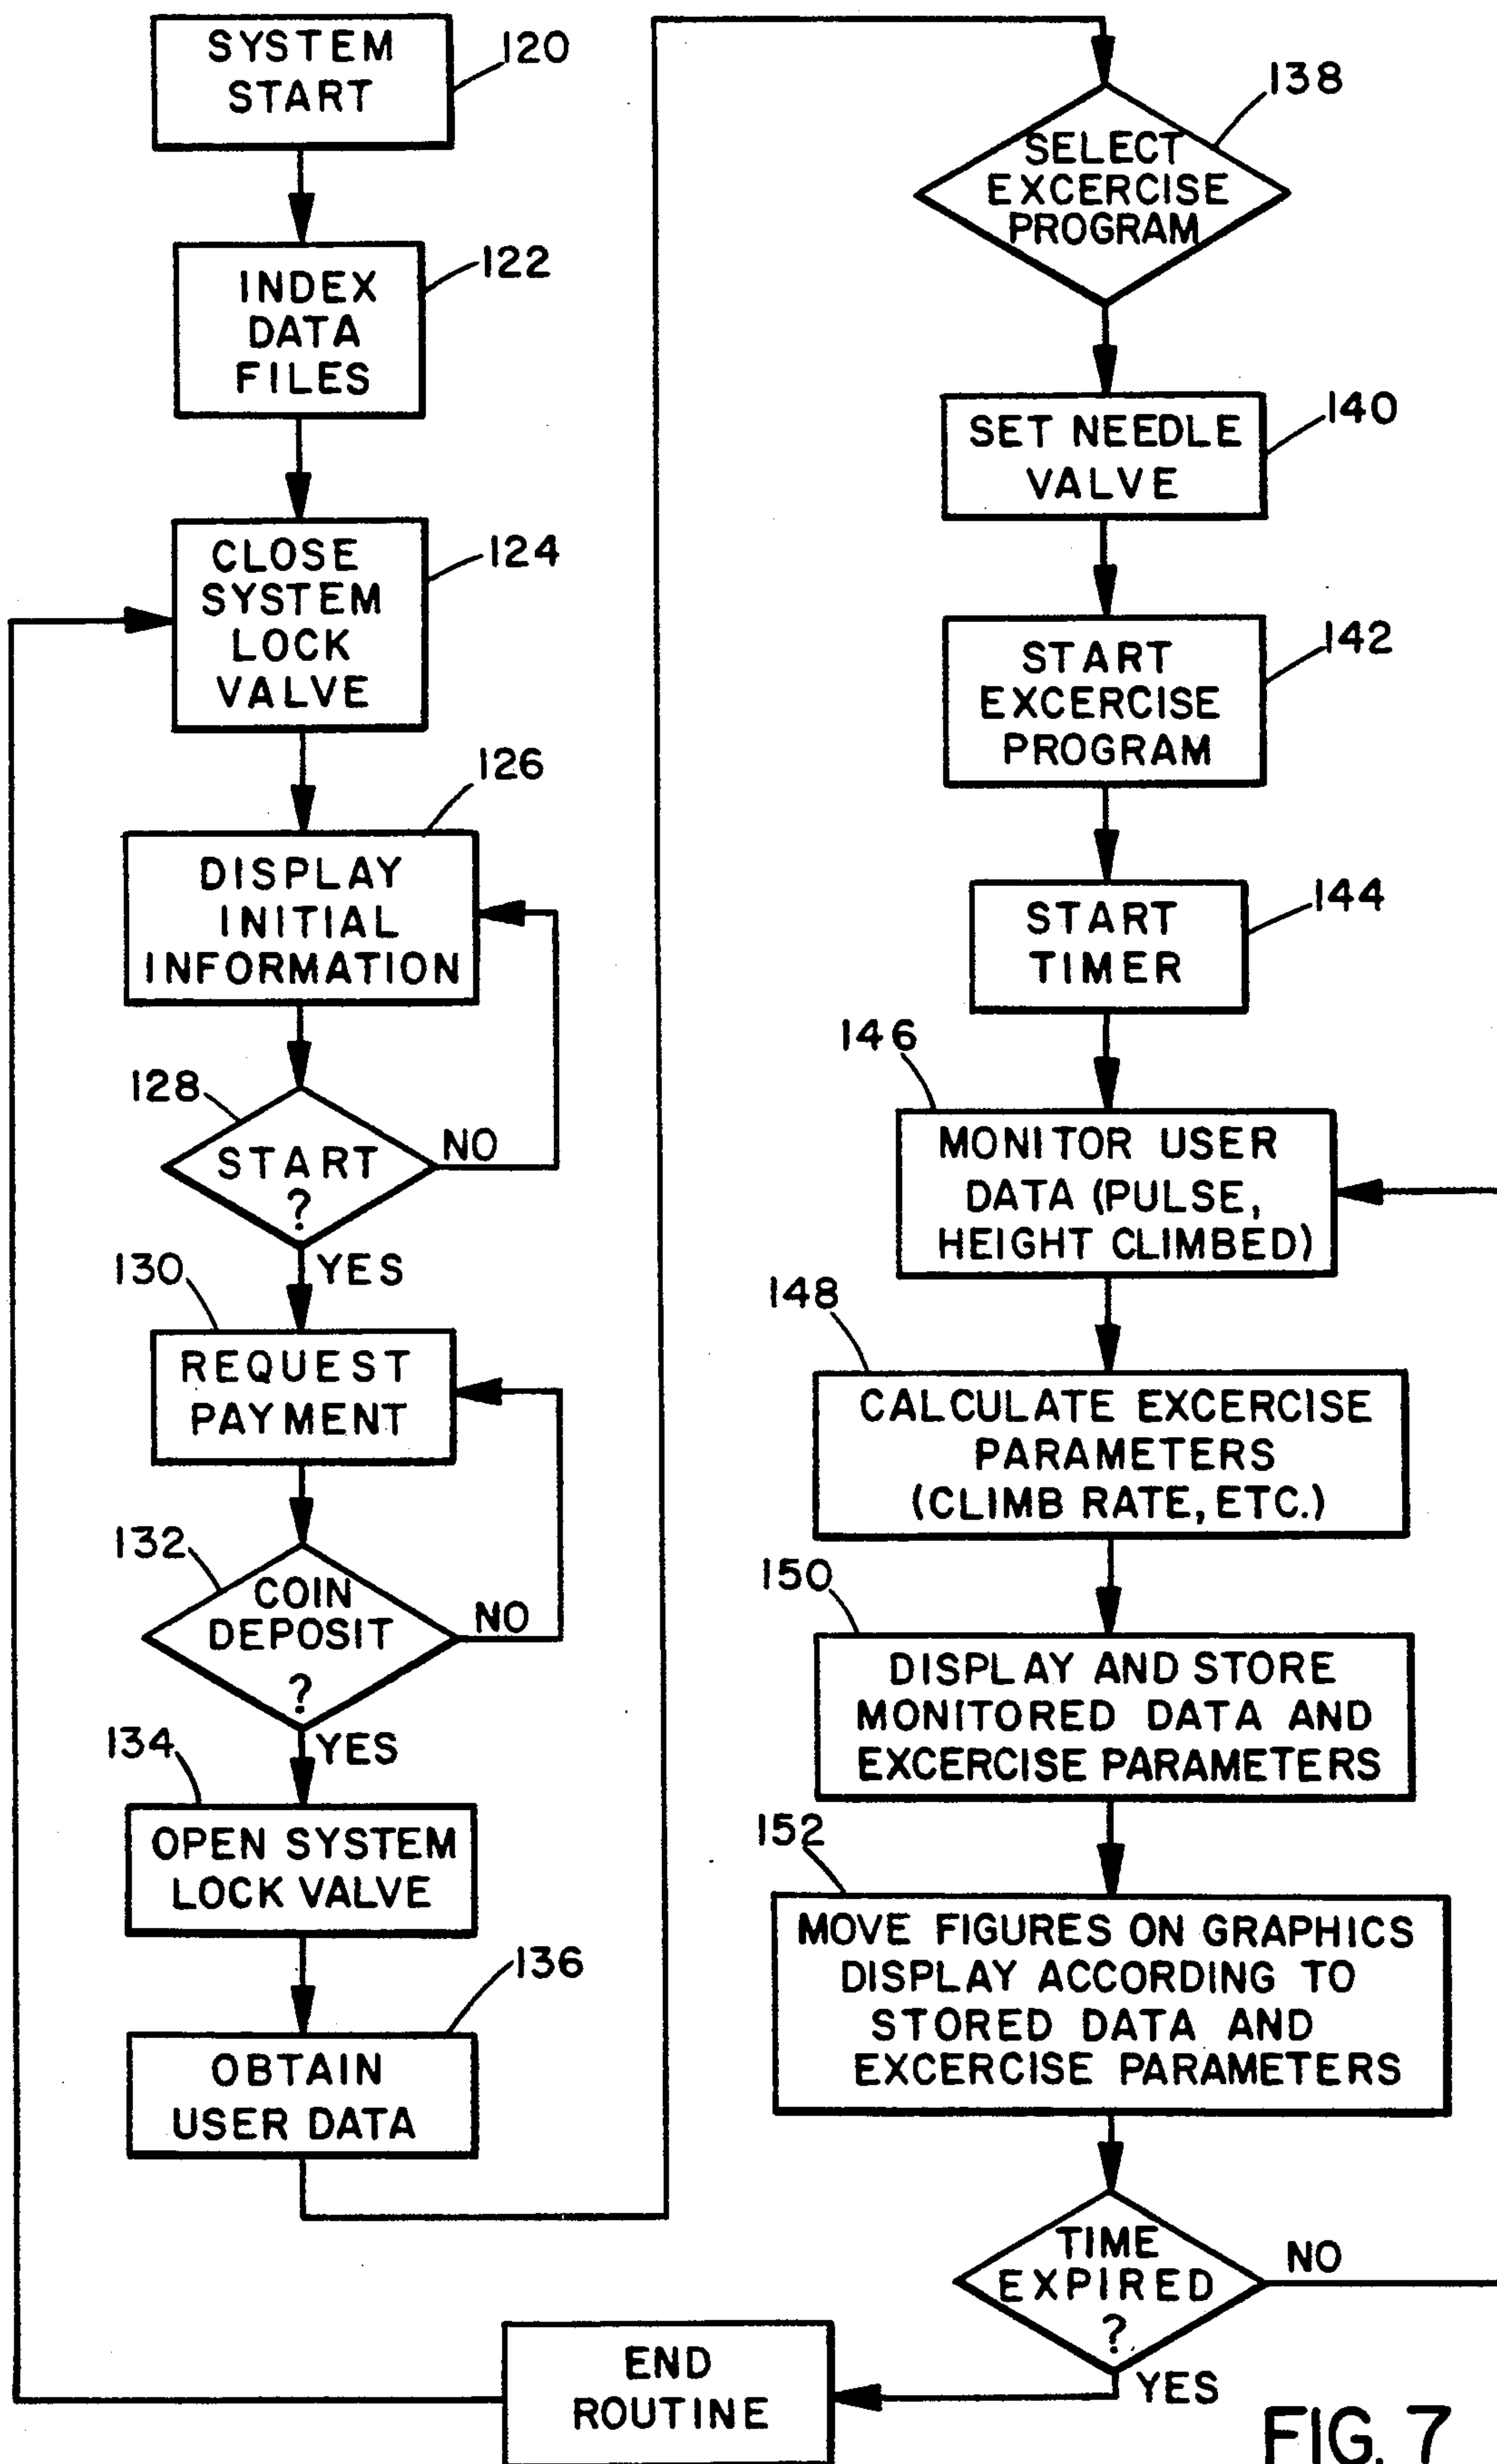 SYSTEM
START
120
INDEX
DATA
FILES
122
CLOSE
SYSTEM
LOCK
VALVE
124
126
DISPLAY
INITIAL
INFORMATION
128
START
?
NO
YES
130
REQUEST
PAYMENT
132
COIN
DEPOSIT
?
NO
YES
134
OPEN SYSTEM
LOCK VALVE
136
OBTAIN
USER DATA
138
SELECT
EXCERCISE
PROGRAM
140
SET NEEDLE
VALVE
142
START
EXCERCISE
PROGRAM
144
START
TIMER
146
MONITOR USER
DATA (PULSE,
HEIGHT CLIMBED)
148
CALCULATE EXCERCISE
PARAMETERS
(CLIMB RATE, ETC.)
150
DISPLAY AND STORE
MONITORED DATA AND
EXCERCISE PARAMETERS
152
MOVE FIGURES ON GRAPHICS
DISPLAY ACCORDING TO
STORED DATA AND
EXCERCISE PARAMETERS
TIME
EXPIRED
?
NO
YES
END
ROUTINE
FIG. 7